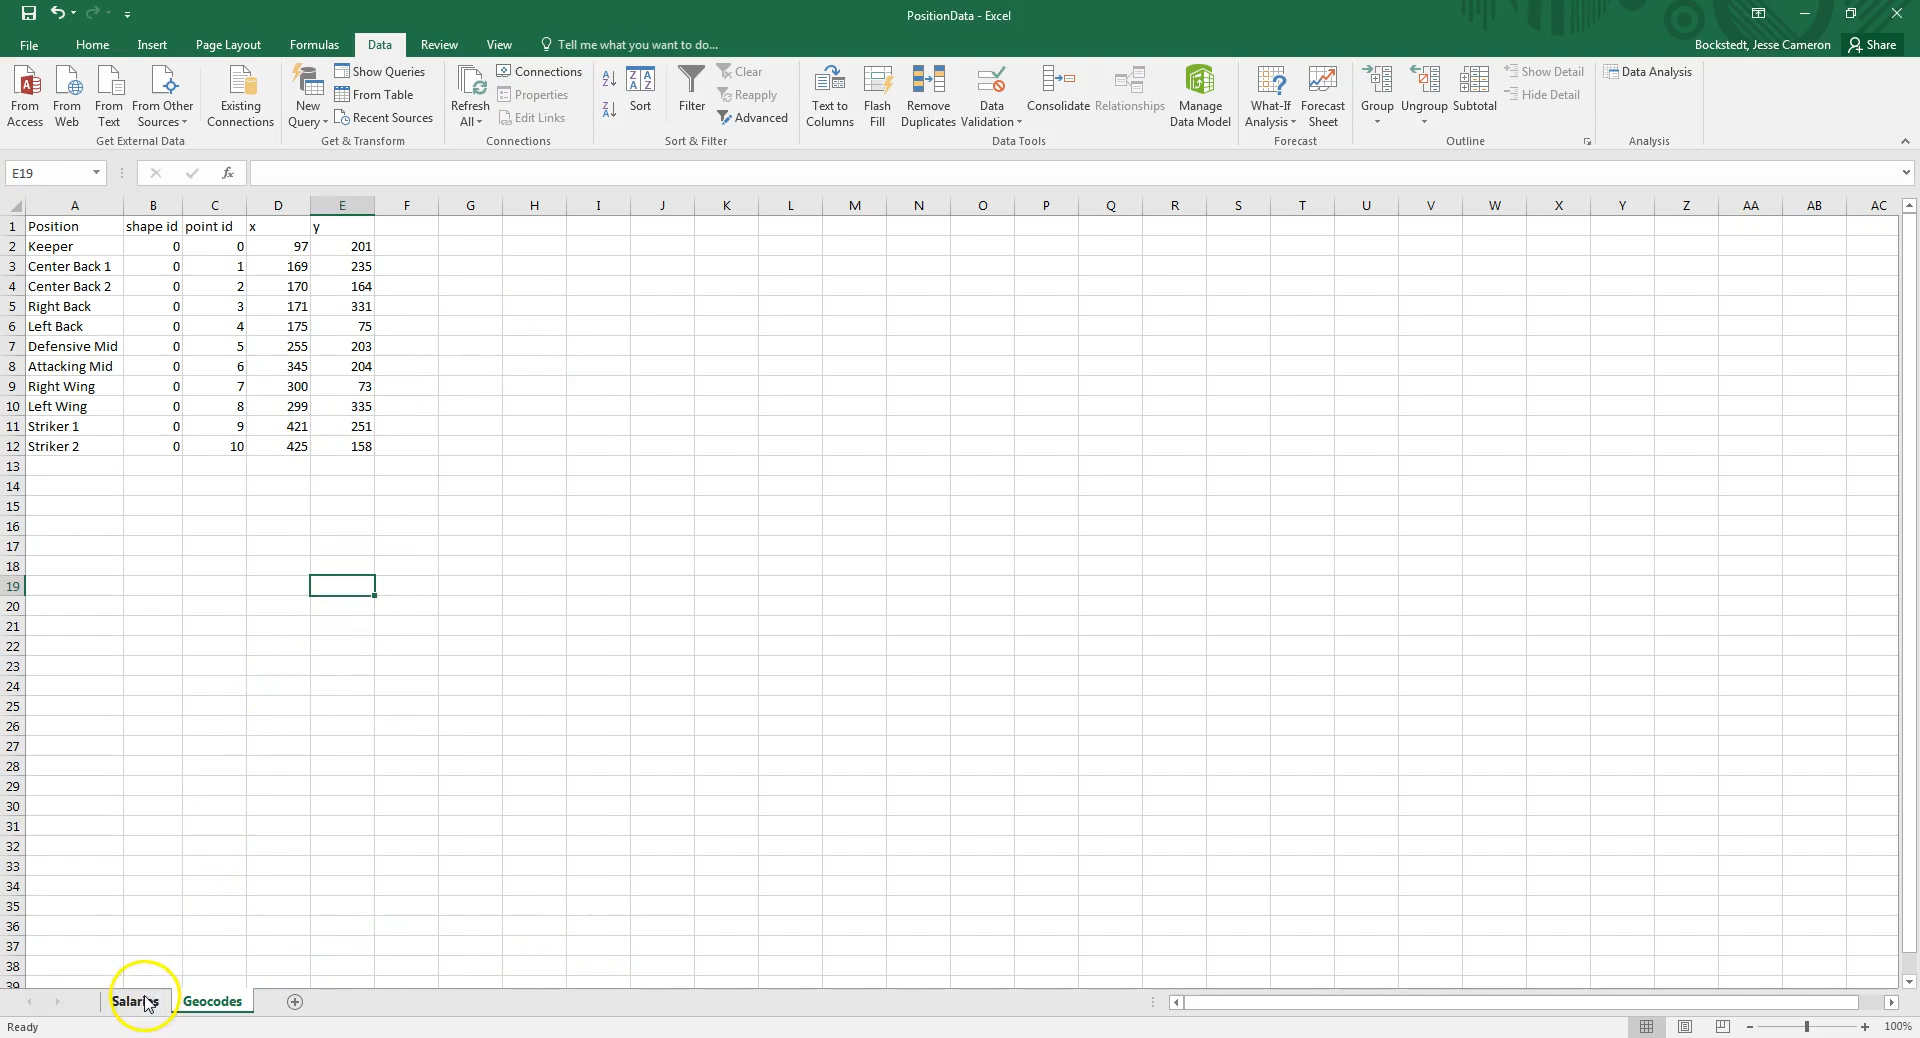 PositionData - Excel
File Home Insert Page Layout Formulas Data Review View Tell me what you want to do... Bockstedt, Jesse Cameron Share
From Access
From Web
From Text
From Other Sources
Existing Connections
Get External Data
New Query
Show Queries
From Table
Recent Sources
Get & Transform
Refresh All
Connections
Properties
Edit Links
Connections
Sort
Filter
Clear
Reapply
Advanced
Sort & Filter
Text to Columns
Flash Fill
Remove Duplicates
Data Validation
Consolidate
Relationships
Manage Data Model
Data Tools
What-If Analysis
Forecast Sheet
Forecast
Group
Ungroup
Subtotal
Show Detail
Hide Detail
Outline
Data Analysis
Analysis
E19 fx
A B C D E F G H I J K L M N O P Q R S T U V W X Y Z AA AB AC
1 Position shape id point id x y
2 Keeper 0 0 97 201
3 Center Back 1 0 1 169 235
4 Center Back 2 0 2 170 164
5 Right Back 0 3 171 331
6 Left Back 0 4 175 75
7 Defensive Mid 0 5 255 203
8 Attacking Mid 0 6 345 204
9 Right Wing 0 7 300 73
10 Left Wing 0 8 299 335
11 Striker 1 0 9 421 251
12 Striker 2 0 10 425 158
13
14
15
16
17
18
19
20
21
22
23
24
25
26
27
28
29
30
31
32
33
34
35
36
37
38
39
Salaries Geocodes
Ready 100%